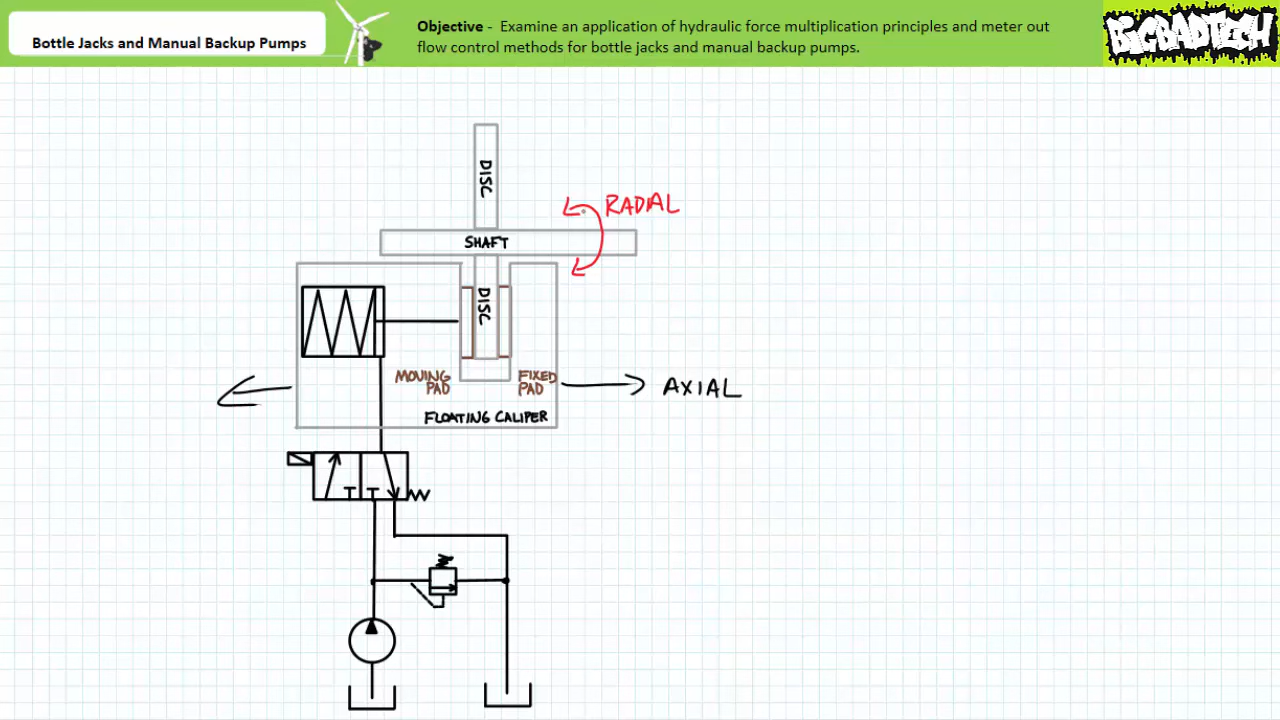 Bottle Jacks and Manual Backup Pumps
Objective - Examine an application of hydraulic force multiplication principles and meter out
flow control methods for bottle jacks and manual backup pumps.
BIGBADTECH
DISC
RADIAL
SHAFT
DISC
MOVING
PAD
FIXED
PAD
AXIAL
FLOATING CALIPER